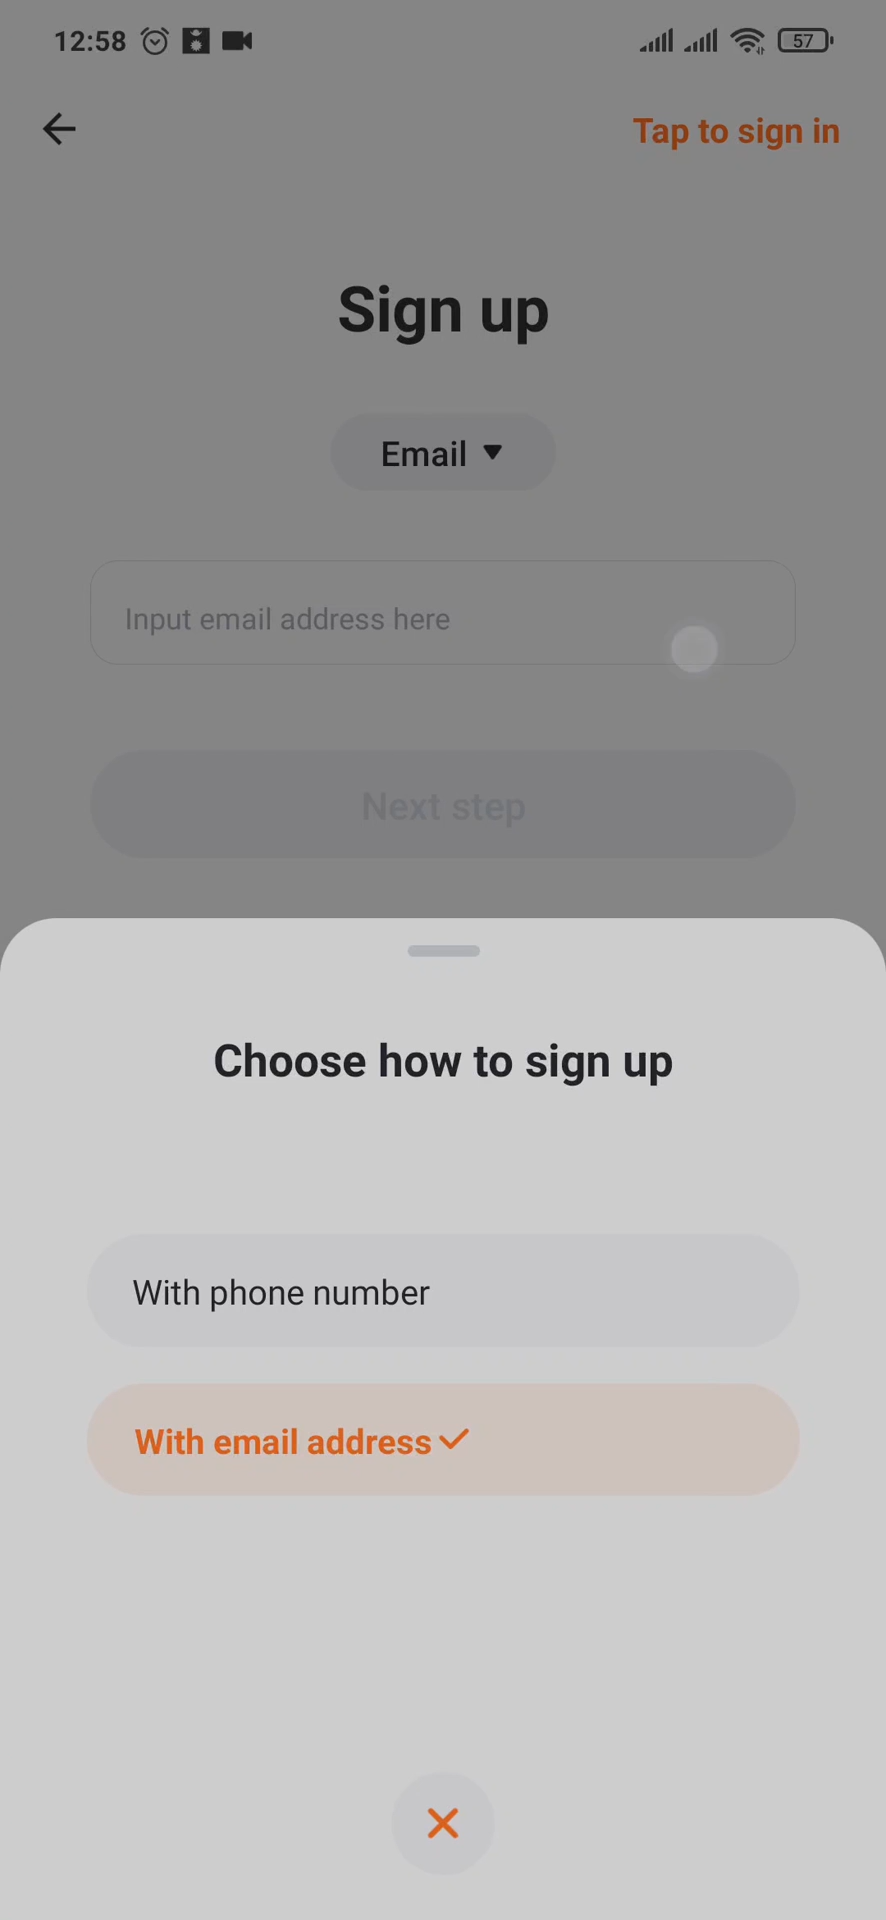 12:58
57
Tap to sign in
Sign up
Email
Input email address here
Next step
Choose how to sign up
With phone number
With email address